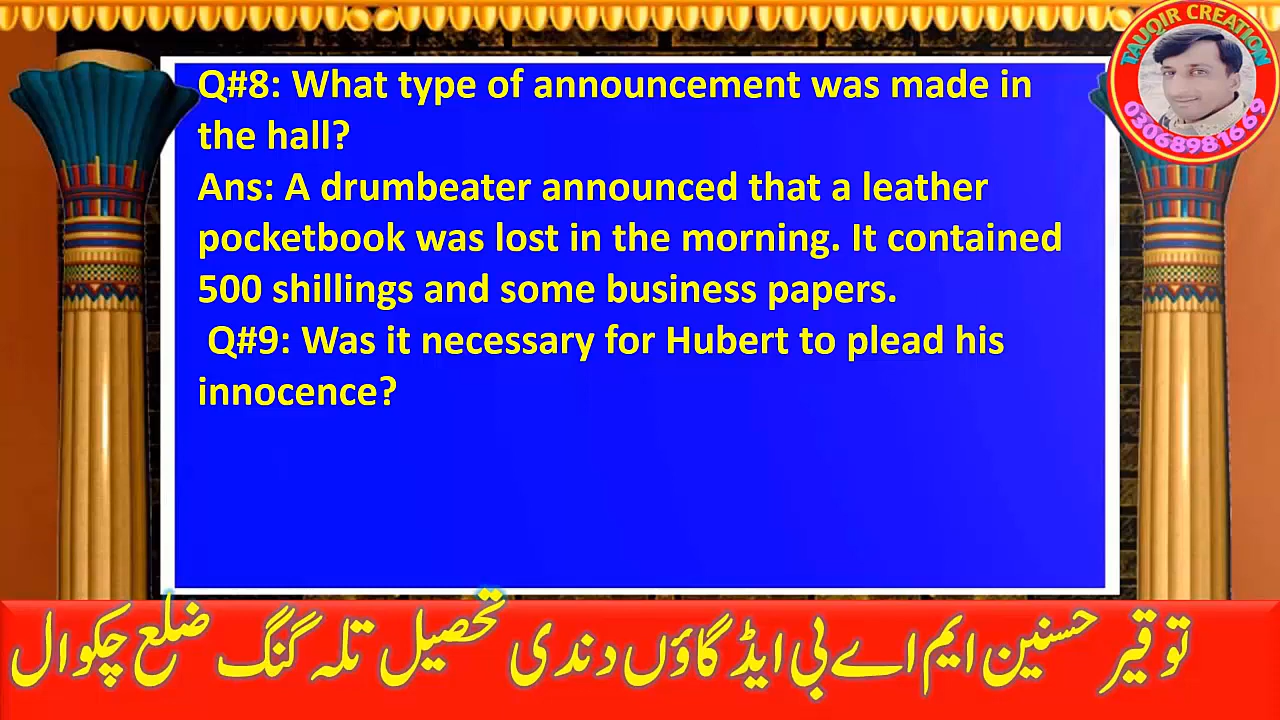 Q#8: What type of announcement was made in
the hall?
Ans: A drumbeater announced that a leather
pocketbook was lost in the morning. It contained
500 shillings and some business papers.
Q#9: Was it necessary for Hubert to plead his
innocence?
TAUQIR CREATION
03068981669
توقیر حسنین ایم اے بی ایڈ گاؤں دندی تحصیل تلہ گنگ ضلع چکوال